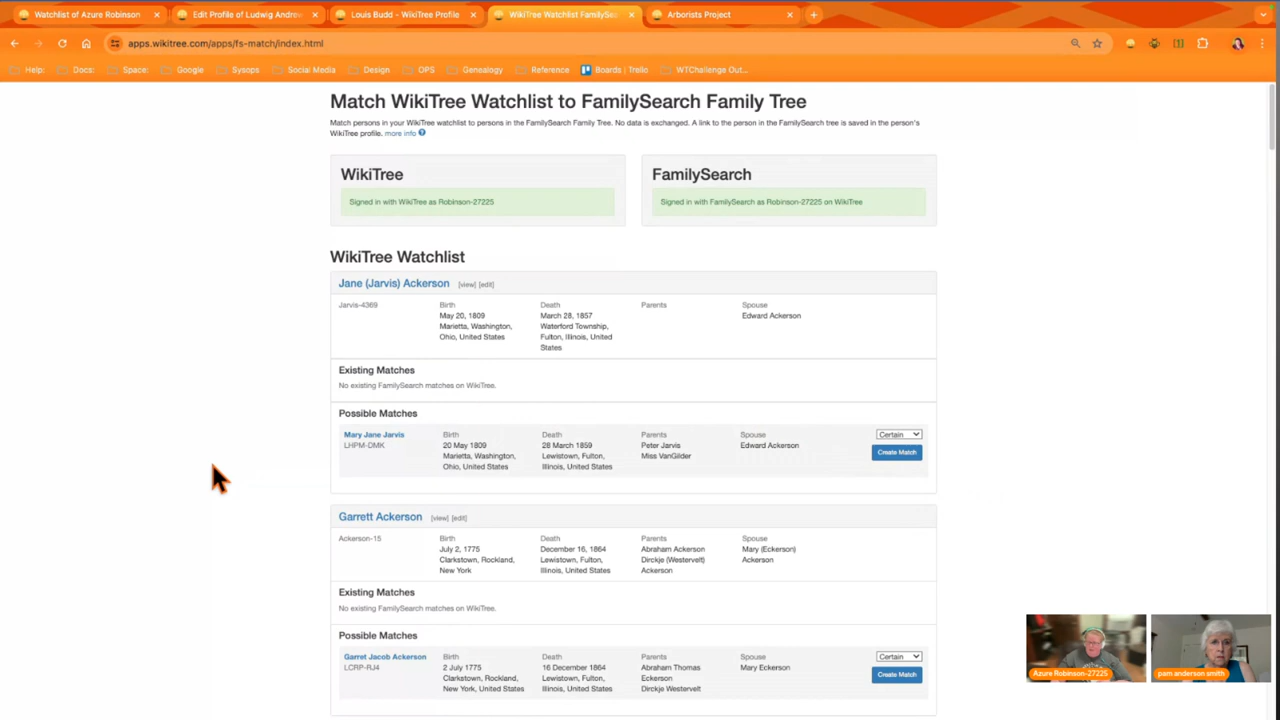 Watchlist of Azure Robinson
Edit Profile of Ludwig Andrew
Louis Budd - WikiTree Profile
WikiTree Watchlist FamilySea
Arborists Project
apps.wikitree.com/apps/fs-match/index.html
Help: Docs: Space: Google Sysops Social Media Design OPS Genealogy Reference Boards | Trello WTChallenge Out...
Match WikiTree Watchlist to FamilySearch Family Tree
Match persons in your WikiTree watchlist to persons in the FamilySearch Family Tree. No data is exchanged. A link to the person in the FamilySearch tree is saved in the person's
WikiTree profile. more info ?
WikiTree
Signed in with WikiTree as Robinson-27225
FamilySearch
Signed in with FamilySearch as Robinson-27225 on WikiTree
WikiTree Watchlist
Jane (Jarvis) Ackerson [view] [edit]
Jarvis-4369
Birth
May 20, 1809
Marietta, Washington,
Ohio, United States
Death
March 28, 1857
Waterford Township,
Fulton, Illinois, United
States
Parents
Spouse
Edward Ackerson
Existing Matches
No existing FamilySearch matches on WikiTree.
Possible Matches
Mary Jane Jarvis
LHPM-DMK
Birth
20 May 1809
Marietta, Washington,
Ohio, United States
Death
28 March 1859
Lewistown, Fulton,
Illinois, United States
Parents
Peter Jarvis
Miss VanGilder
Spouse
Edward Ackerson
Certain
Create Match
Garrett Ackerson [view] [edit]
Ackerson-15
Birth
July 2, 1775
Clarkstown, Rockland,
New York
Death
December 16, 1864
Lewistown, Fulton,
Illinois, United States
Parents
Abraham Ackerson
Dirckje (Westervelt)
Ackerson
Spouse
Mary (Eckerson)
Ackerson
Existing Matches
No existing FamilySearch matches on WikiTree.
Possible Matches
Garret Jacob Ackerson
LCRP-RJ4
Birth
2 July 1775
Clarkstown, Rockland,
New York, United States
Death
16 December 1864
Lewistown, Fulton,
Illinois, United States
Parents
Abraham Thomas
Eckerson
Dirckje Westervelt
Spouse
Mary Eckerson
Certain
Create Match
Azure Robinson-27225
pam anderson smith